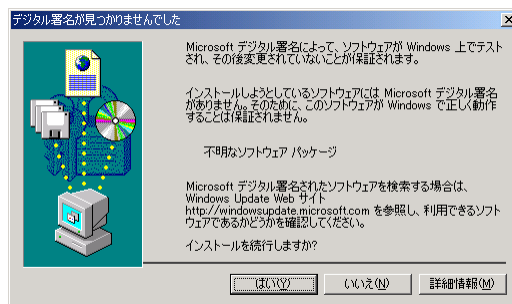 デジタル署名が見つかりませんでした
Microsoft デジタル署名によって、ソフトウェアが Windows 上でテスト
され、その後変更されていないことが保証されます。
インストールしようとしているソフトウェアには Microsoft デジタル署名
がありません。そのために、このソフトウェアが Windows で正しく動作
することは保証されません。
不明なソフトウェア パッケージ
Microsoft デジタル署名されたソフトウェアを検索する場合は、
Windows Update Web サイト
http://windowsupdate.microsoft.com を参照し、利用できるソフト
ウェアであるかどうかを確認してください。
インストールを続行しますか?
はい(Y) いいえ(N) 詳細情報(M)